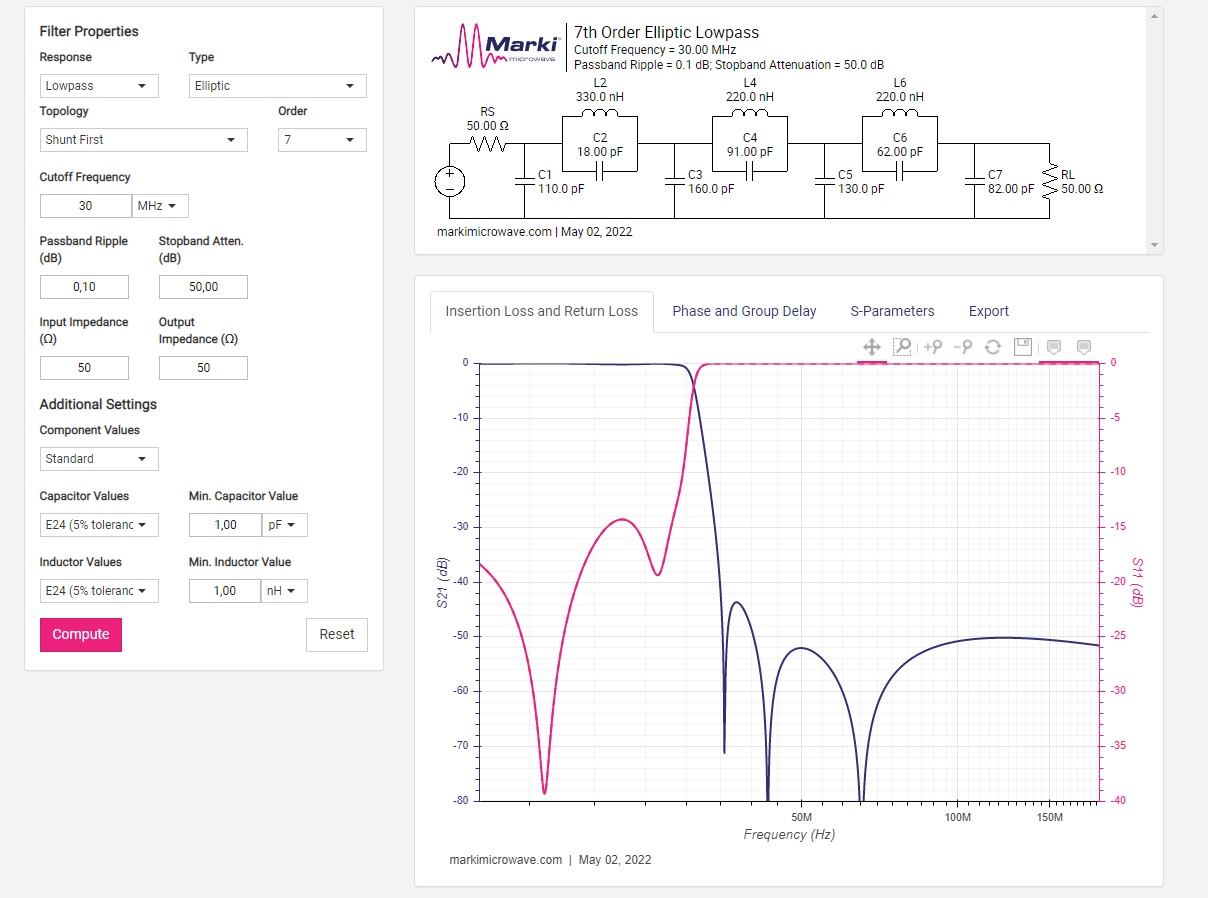 Filter Properties
Response
Type
Lowpass
Elliptic
Topology
Order
Shunt First
7
Cutoff Frequency
30
MHz
Passband Ripple
(dB)
Stopband Atten.
(dB)
0,10
50,00
Input Impedance
(Ω)
Output
Impedance (Ω)
50
50
Additional Settings
Component Values
Standard
Capacitor Values
Min. Capacitor Value
E24 (5% toleranc
1,00
pF
Inductor Values
Min. Inductor Value
E24 (5% toleranc
1,00
nH
Compute
Reset
Marki
microwave
7th Order Elliptic Lowpass
Cutoff Frequency = 30.00 MHz
Passband Ripple = 0.1 dB; Stopband Attenuation = 50.0 dB
L2
330.0 nH
L4
220.0 nH
L6
220.0 nH
RS
50.00 Ω
C2
18.00 pF
C4
91.00 pF
C6
62.00 pF
+
−
C1
110.0 pF
C3
160.0 pF
C5
130.0 pF
C7
82.00 pF
RL
50.00 Ω
markimicrowave.com | May 02, 2022
Insertion Loss and Return Loss
Phase and Group Delay
S-Parameters
Export
0
-10
-20
-30
-40
-50
-60
-70
-80
S21 (dB)
0
-5
-10
-15
-20
-25
-30
-35
-40
S11 (dB)
50M
100M
150M
Frequency (Hz)
markimicrowave.com | May 02, 2022